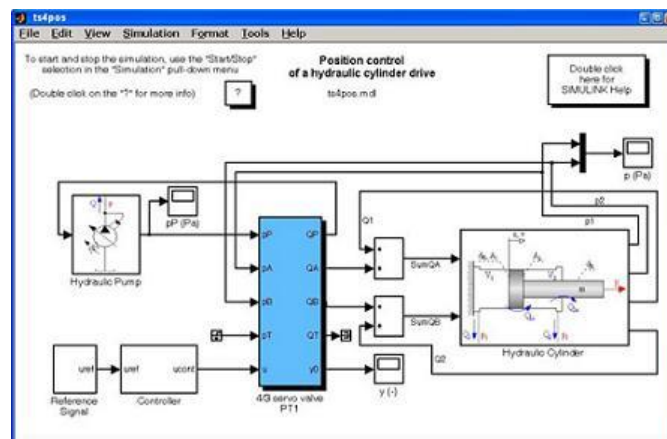 ts4pos
File Edit View Simulation Format Tools Help
To start and stop the simulation, use the "Start/Stop"
selection in the "Simulation" pull-down menu
(Double click on the "?" for more info)
?
Position control
of a hydraulic cylinder drive
ts4pos.mdl
Double click
here for
SIMULINK Help
p (Pa)
pP (Pa)
Hydraulic Pump
pP
pA
pB
pT
u
QP
QA
QB
QT
y0
4/3 servo valve
PT1
Q1
SumQA
SumQB
p2
p1
Q2
Hydraulic Cylinder
y (-)
uref
Reference
Signal
uref
ucont
Controller